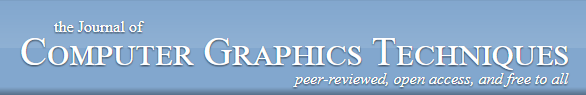 the Journal of
COMPUTER GRAPHICS TECHNIQUES
peer-reviewed, open access, and free to all